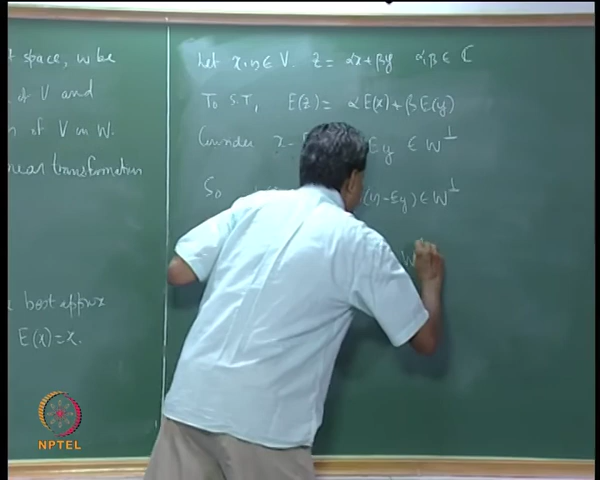 t space, W be
of V and
of V in W.
near transformation
best approx
E(x)=x.
Let x, y ∈ V. z = αx + βy α, β ∈ ℂ
To S.T., E(z) = α E(x) + β E(y)
Consider x - E
Ey ∈ W⊥
So
(y - Ey) ∈ W⊥
W
NPTEL